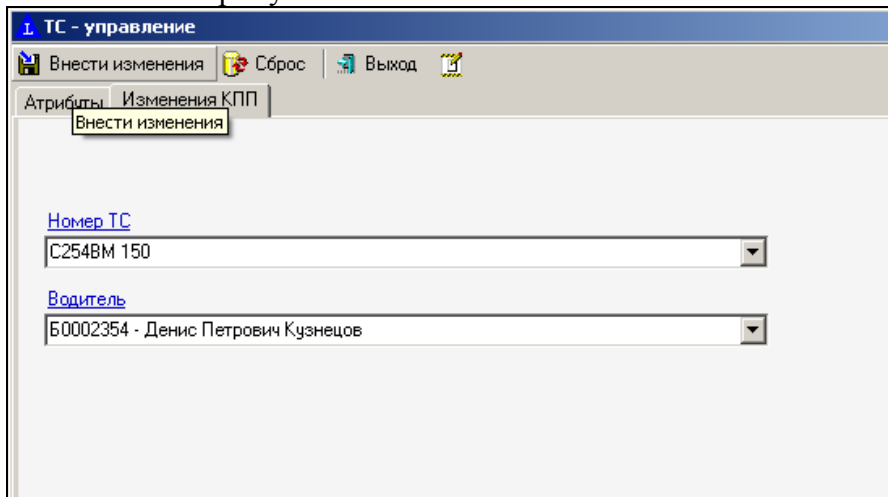 ТС - управление
Внести изменения Сброс Выход
Атрибуты Изменения КПП
Внести изменения
Номер ТС
С254ВМ 150
Водитель
Б0002354 - Денис Петрович Кузнецов